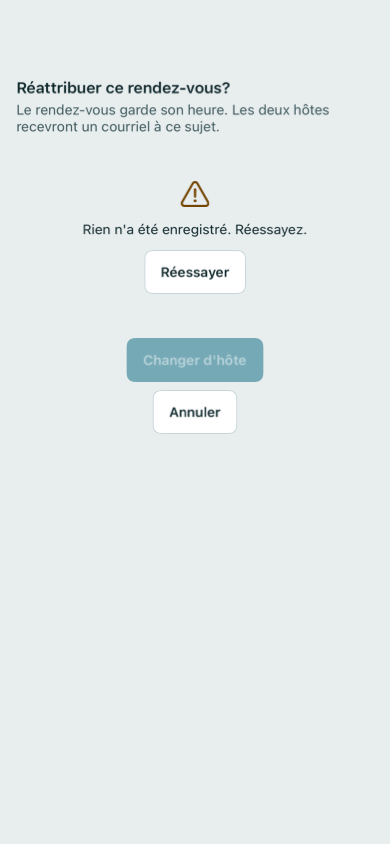 Réattribuer ce rendez-vous?
Le rendez-vous garde son heure. Les deux hôtes
recevront un courriel à ce sujet.
Rien n'a été enregistré. Réessayez.
Réessayer
Changer d'hôte
Annuler